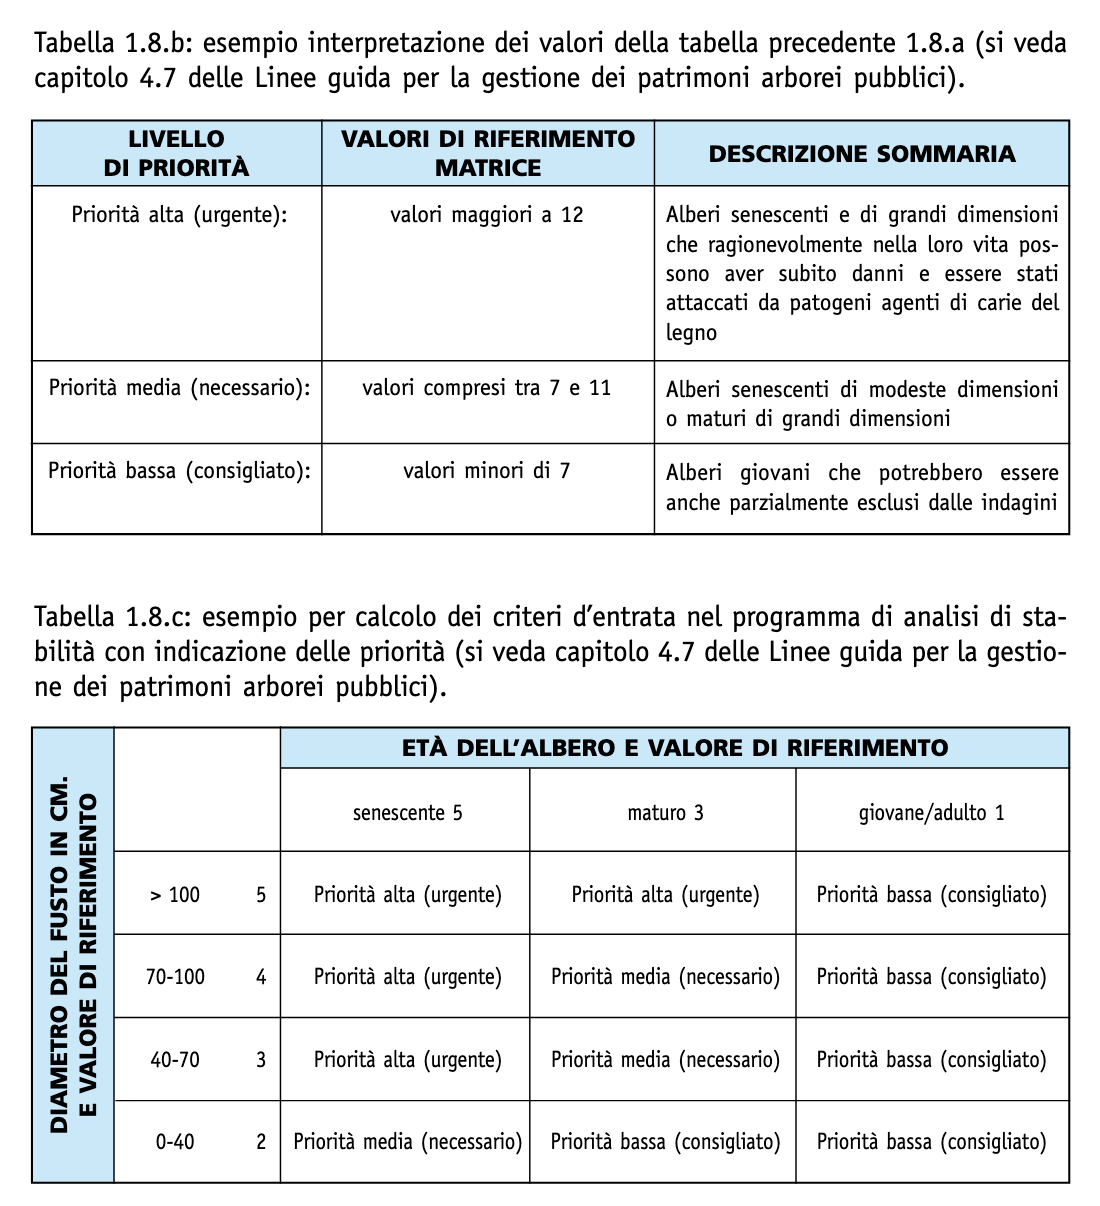 Tabella 1.8.b: esempio interpretazione dei valori della tabella precedente 1.8.a (si veda
capitolo 4.7 delle Linee guida per la gestione dei patrimoni arborei pubblici).
LIVELLO
DI PRIORITÀ
VALORI DI RIFERIMENTO
MATRICE
DESCRIZIONE SOMMARIA
Priorità alta (urgente):
valori maggiori a 12
Alberi senescenti e di grandi dimensioni
che ragionevolmente nella loro vita pos-
sono aver subito danni e essere stati
attaccati da patogeni agenti di carie del
legno
Priorità media (necessario):
valori compresi tra 7 e 11
Alberi senescenti di modeste dimensioni
o maturi di grandi dimensioni
Priorità bassa (consigliato):
valori minori di 7
Alberi giovani che potrebbero essere
anche parzialmente esclusi dalle indagini
Tabella 1.8.c: esempio per calcolo dei criteri d'entrata nel programma di analisi di sta-
bilità con indicazione delle priorità (si veda capitolo 4.7 delle Linee guida per la gestio-
ne dei patrimoni arborei pubblici).
DIAMETRO DEL FUSTO IN CM.
E VALORE DI RIFERIMENTO
ETÀ DELL'ALBERO E VALORE DI RIFERIMENTO
senescente 5 maturo 3 giovane/adulto 1
> 100 5 Priorità alta (urgente) Priorità alta (urgente) Priorità bassa (consigliato)
70-100 4 Priorità alta (urgente) Priorità media (necessario) Priorità bassa (consigliato)
40-70 3 Priorità alta (urgente) Priorità media (necessario) Priorità bassa (consigliato)
0-40 2 Priorità media (necessario) Priorità bassa (consigliato) Priorità bassa (consigliato)